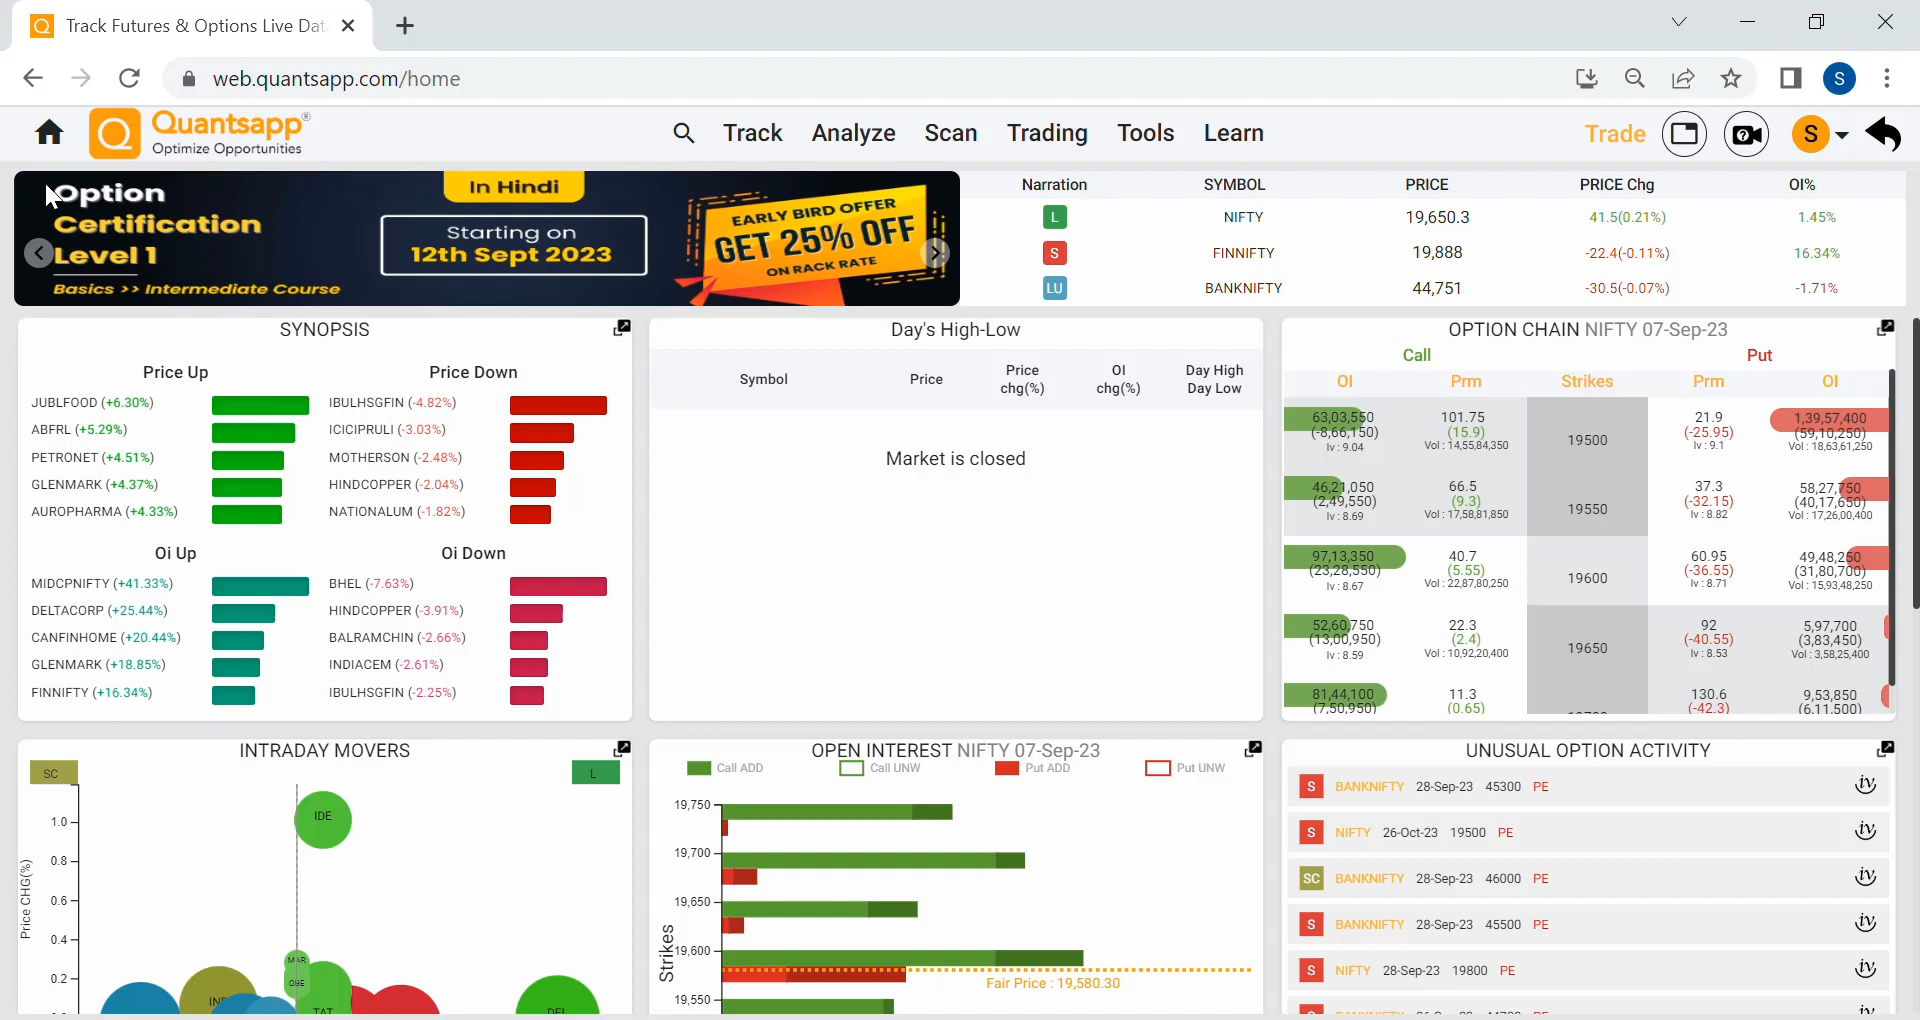 Track Futures & Options Live Dat
web.quantsapp.com/home
S
Quantsapp®
Optimize Opportunities
Track Analyze Scan Trading Tools Learn
Trade
S
Option
Certification
Level 1
Basics >> Intermediate Course
In Hindi
Starting on
12th Sept 2023
EARLY BIRD OFFER
GET 25% OFF
ON RACK RATE
Narration SYMBOL PRICE PRICE Chg OI%
L NIFTY 19,650.3 41.5(0.21%) 1.45%
S FINNIFTY 19,888 -22.4(-0.11%) 16.34%
LU BANKNIFTY 44,751 -30.5(-0.07%) -1.71%
SYNOPSIS
Price Up Price Down
JUBLFOOD (+6.30%) IBULHSGFIN (-4.82%)
ABFRL (+5.29%) ICICIPRULI (-3.03%)
PETRONET (+4.51%) MOTHERSON (-2.48%)
GLENMARK (+4.37%) HINDCOPPER (-2.04%)
AUROPHARMA (+4.33%) NATIONALUM (-1.82%)
Oi Up Oi Down
MIDCPNIFTY (+41.33%) BHEL (-7.63%)
DELTACORP (+25.44%) HINDCOPPER (-3.91%)
CANFINHOME (+20.44%) BALRAMCHIN (-2.66%)
GLENMARK (+18.85%) INDIACEM (-2.61%)
FINNIFTY (+16.34%) IBULHSGFIN (-2.25%)
Day's High-Low
Symbol Price Price chg(%) OI chg(%) Day High Day Low
Market is closed
OPTION CHAIN NIFTY 07-Sep-23
Call Put
OI Prm Strikes Prm OI
63,03,550 101.75 21.9 1,39,57,400
(-8,66,150) (15.9) 19500 (-25.95) (59,10,250)
Iv : 9.04 Vol : 14,55,84,350 Iv : 9.1 Vol : 18,63,61,250
46,21,050 66.5 37.3 58,27,750
(2,49,550) (9.3) 19550 (-32.15) (40,17,650)
Iv : 8.69 Vol : 17,58,81,850 Iv : 8.82 Vol : 17,26,00,400
97,13,350 40.7 60.95 49,48,250
(23,28,550) (5.55) 19600 (-36.55) (31,80,700)
Iv : 8.67 Vol : 22,87,80,250 Iv : 8.71 Vol : 15,93,48,250
52,60,750 22.3 92 5,97,700
(13,00,950) (2.4) 19650 (-40.55) (3,83,450)
Iv : 8.59 Vol : 10,92,20,400 Iv : 8.53 Vol : 3,58,25,400
81,44,100 11.3 130.6 9,53,850
(7,50,950) (0.65) (-42.3) (6,11,500)
INTRADAY MOVERS
SC L
Price CHG(%)
1.0
0.8
0.6
0.4
0.2
IDE
MAR
IND
TAT
DEL
OPEN INTEREST NIFTY 07-Sep-23
Call ADD Call UNW Put ADD Put UNW
Strikes
19,750
19,700
19,650
19,600
Fair Price : 19,580.30
19,550
UNUSUAL OPTION ACTIVITY
S BANKNIFTY 28-Sep-23 45300 PE iv
S NIFTY 26-Oct-23 19500 PE iv
SC BANKNIFTY 28-Sep-23 46000 PE iv
S BANKNIFTY 28-Sep-23 45500 PE iv
S NIFTY 28-Sep-23 19800 PE iv